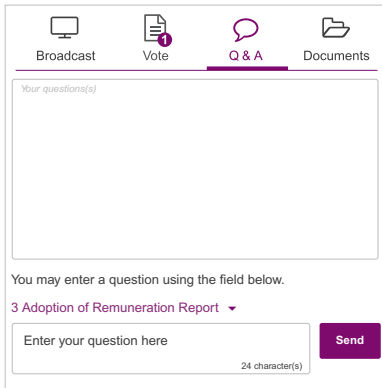 Broadcast Vote 1 Q & A Documents
Your questions(s)
You may enter a question using the field below.
3 Adoption of Remuneration Report
Enter your question here Send
24 character(s)